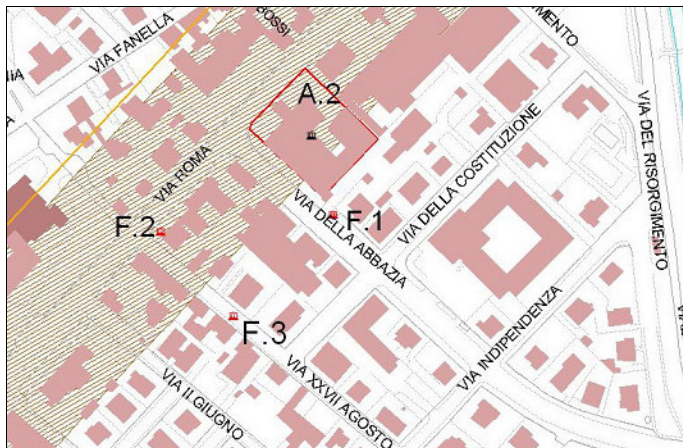 VIA FANELLA
BOSSI
A.2
VIA ROMA
VIA DELLA COSTITUZIONE
VIA DEL RISORGIMENTO
F.2
F.1
VIA DELLA ABBAZIA
F.3
VIA INDIPENDENZA
VIA XXVII AGOSTO
VIA II GIUGNO